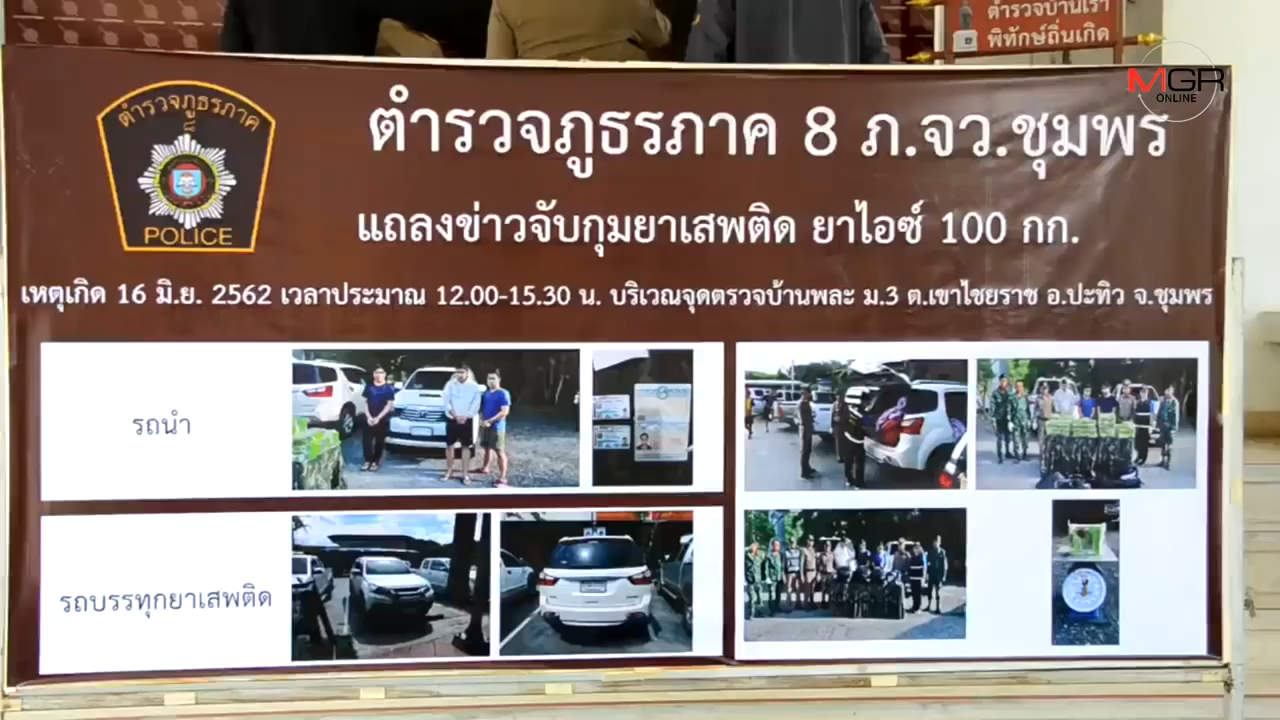 ตำรวจบ้านเรา
พิทักษ์ถิ่นเกิด
MGR
ONLINE
ตำรวจภูธรภาค
POLICE
ตำรวจภูธรภาค 8 ภ.จว.ชุมพร
แถลงข่าวจับกุมยาเสพติด ยาไอซ์ 100 กก.
เหตุเกิด 16 มิ.ย. 2562 เวลาประมาณ 12.00-15.30 น. บริเวณจุดตรวจบ้านพละ ม.3 ต.เขาไชยราช อ.ปะทิว จ.ชุมพร
รถนำ
รถบรรทุกยาเสพติด